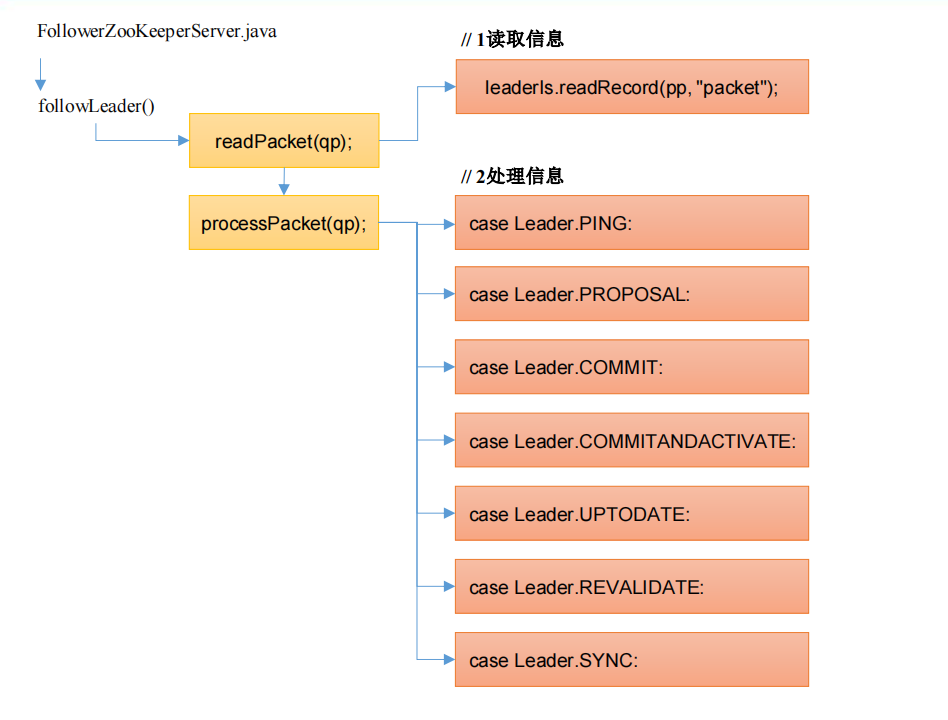 FollowerZooKeeperServer.java
followLeader()
readPacket(qp);
processPacket(qp);
// 1读取信息
leaderIs.readRecord(pp, "packet");
// 2处理信息
case Leader.PING:
case Leader.PROPOSAL:
case Leader.COMMIT:
case Leader.COMMITANDACTIVATE:
case Leader.UPTODATE:
case Leader.REVALIDATE:
case Leader.SYNC: